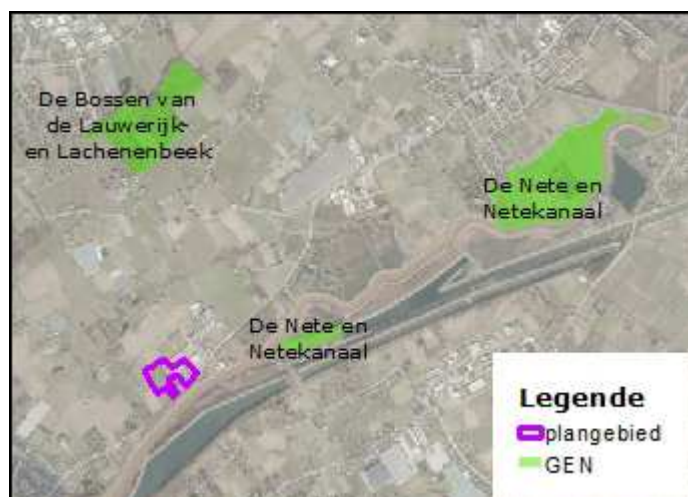 De Bossen van
de Lauwerijk-
en Lachenenbeek
De Nete en
Netekanaal
De Nete en
Netekanaal
Legende
plangebied
GEN